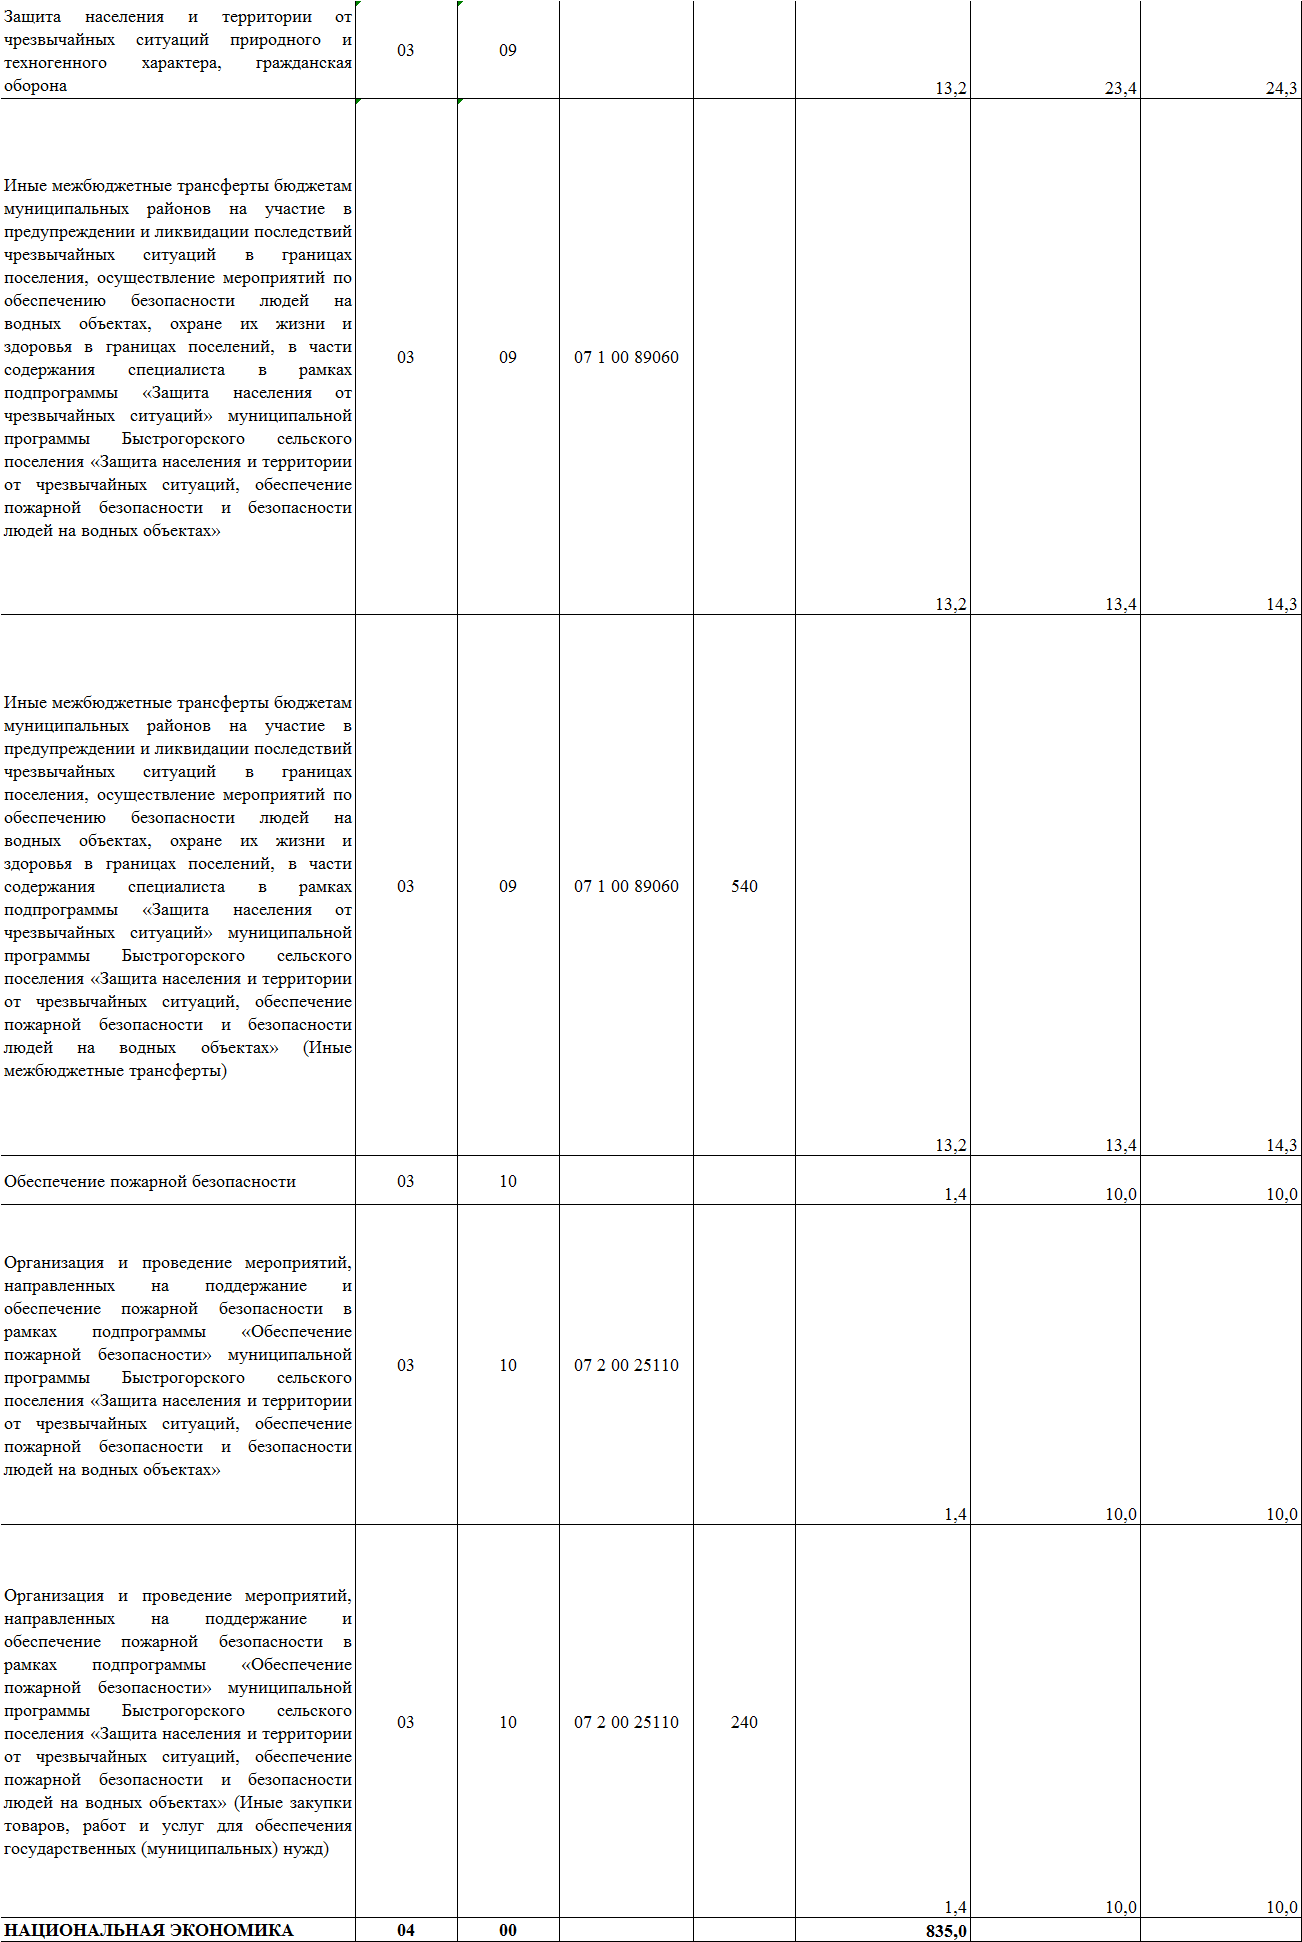 Защита населения и территории от
чрезвычайных ситуаций природного и
техногенного характера, гражданская
оборона
03
09
13,2
23,4
24,3
Иные межбюджетные трансферты бюджетам
муниципальных районов на участие в
предупреждении и ликвидации последствий
чрезвычайных ситуаций в границах
поселения, осуществление мероприятий по
обеспечению безопасности людей на
водных объектах, охране их жизни и
здоровья в границах поселений, в части
содержания специалиста в рамках
подпрограммы «Защита населения от
чрезвычайных ситуаций» муниципальной
программы Быстрогорского сельского
поселения «Защита населения и территории
от чрезвычайных ситуаций, обеспечение
пожарной безопасности и безопасности
людей на водных объектах»
03
09
07 1 00 89060
13,2
13,4
14,3
Иные межбюджетные трансферты бюджетам
муниципальных районов на участие в
предупреждении и ликвидации последствий
чрезвычайных ситуаций в границах
поселения, осуществление мероприятий по
обеспечению безопасности людей на
водных объектах, охране их жизни и
здоровья в границах поселений, в части
содержания специалиста в рамках
подпрограммы «Защита населения от
чрезвычайных ситуаций» муниципальной
программы Быстрогорского сельского
поселения «Защита населения и территории
от чрезвычайных ситуаций, обеспечение
пожарной безопасности и безопасности
людей на водных объектах» (Иные
межбюджетные трансферты)
03
09
07 1 00 89060
540
13,2
13,4
14,3
Обеспечение пожарной безопасности
03
10
1,4
10,0
10,0
Организация и проведение мероприятий,
направленных на поддержание и
обеспечение пожарной безопасности в
рамках подпрограммы «Обеспечение
пожарной безопасности» муниципальной
программы Быстрогорского сельского
поселения «Защита населения и территории
от чрезвычайных ситуаций, обеспечение
пожарной безопасности и безопасности
людей на водных объектах»
03
10
07 2 00 25110
1,4
10,0
10,0
Организация и проведение мероприятий,
направленных на поддержание и
обеспечение пожарной безопасности в
рамках подпрограммы «Обеспечение
пожарной безопасности» муниципальной
программы Быстрогорского сельского
поселения «Защита населения и территории
от чрезвычайных ситуаций, обеспечение
пожарной безопасности и безопасности
людей на водных объектах» (Иные закупки
товаров, работ и услуг для обеспечения
государственных (муниципальных) нужд)
03
10
07 2 00 25110
240
1,4
10,0
10,0
НАЦИОНАЛЬНАЯ ЭКОНОМИКА
04
00
835,0